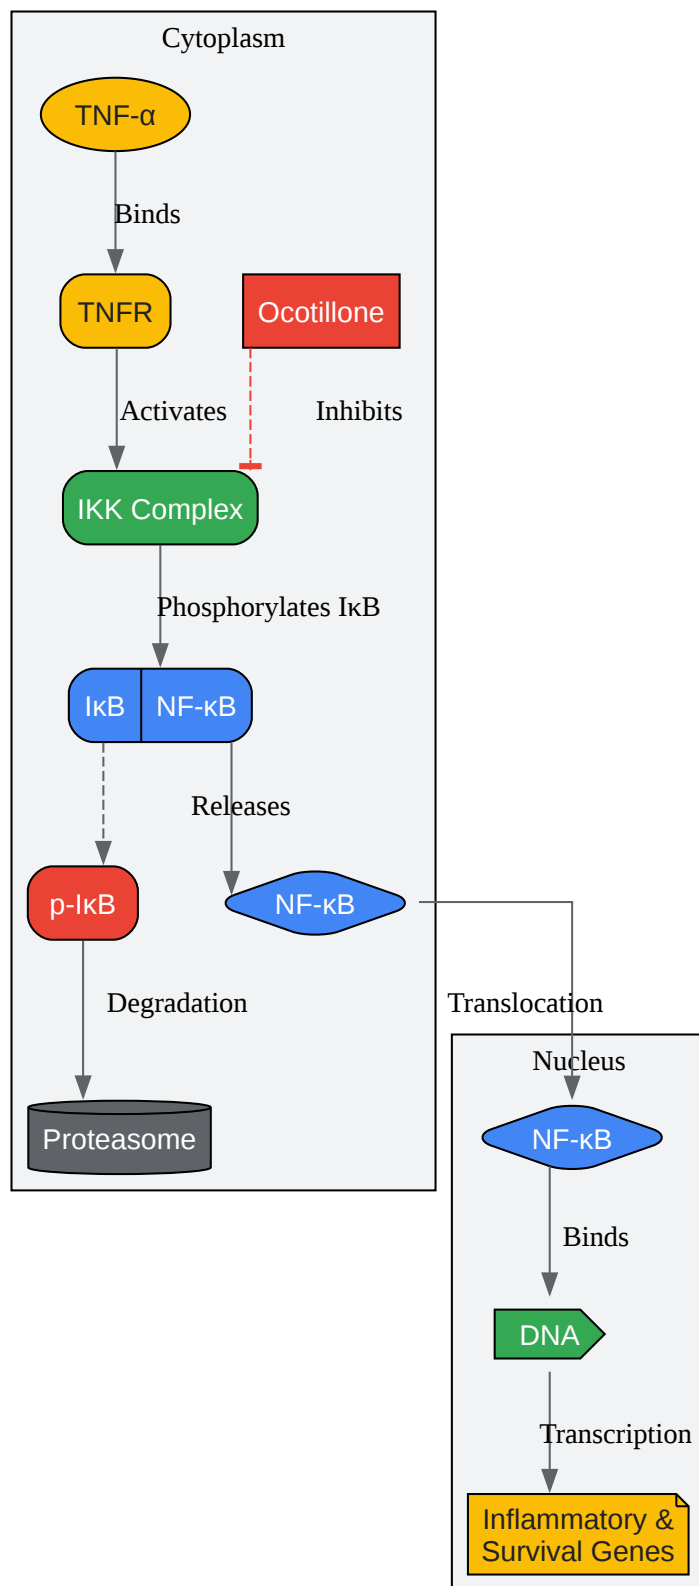 Cytoplasm
TNF-α
Binds
TNFR
Ocotillone
Activates
Inhibits
IKK Complex
Phosphorylates IκB
IκB
NF-κB
Releases
p-IκB
NF-κB
Degradation
Translocation
Nucleus
Proteasome
NF-κB
Binds
DNA
Transcription
Inflammatory &
Survival Genes